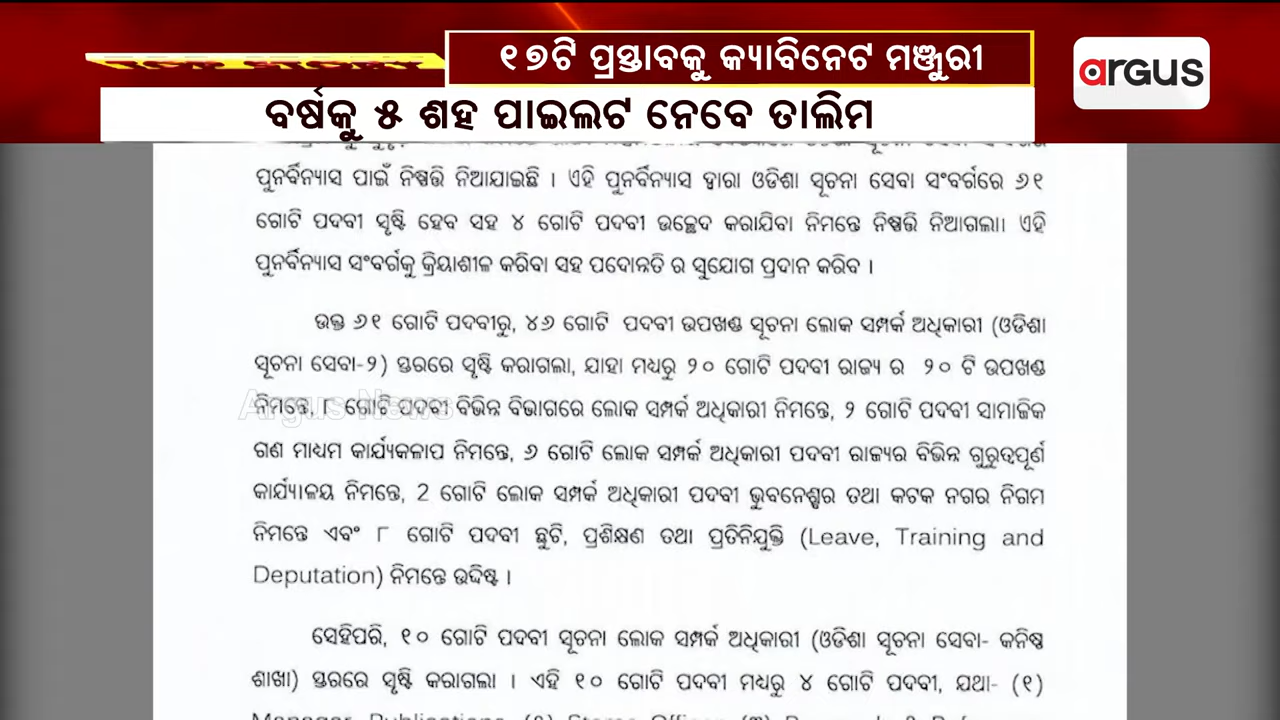 ୧୭ଟି ପ୍ରସ୍ତାବକୁ କ୍ୟାବିନେଟ ମଞ୍ଜୁରୀ
argus
ବର୍ଷକୁ ୫ ଶହ ପାଇଲଟ ନେବେ ତାଲିମ
ପୁନର୍ବିନ୍ୟାସ ପାଇଁ ନିଷ୍ପତ୍ତି ନିଆଯାଇଛି । ଏହି ପୁନର୍ବିନ୍ୟାସ ଦ୍ୱାରା ଓଡିଶା ସୂଚନା ସେବା ସଂବର୍ଗରେ ୬୧
ଗୋଟି ପଦବୀ ସୃଷ୍ଟି ହେବ ସହ ୪ ଗୋଟି ପଦବୀ ଉଚ୍ଛେଦ କରାଯିବା ନିମନ୍ତେ ନିଷ୍ପତ୍ତି ନିଆଗଲା। ଏହି
ପୁନର୍ବିନ୍ୟାସ ସଂବର୍ଗକୁ କ୍ରିୟାଶୀଳ କରିବା ସହ ପଦୋନ୍ନତି ର ସୁଯୋଗ ପ୍ରଦାନ କରିବ ।
ଉକ୍ତ ୬୧ ଗୋଟି ପଦବୀରୁ, ୪୬ ଗୋଟି ପଦବୀ ଉପଖଣ୍ଡ ସୂଚନା ଲୋକ ସମ୍ପର୍କ ଅଧିକାରୀ (ଓଡିଶା
ସୂଚନା ସେବା-୨) ସ୍ତରରେ ସୃଷ୍ଟି କରାଗଲା, ଯାହା ମଧ୍ୟରୁ ୨୦ ଗୋଟି ପଦବୀ ରାଜ୍ୟ ର ୨୦ ଟି ଉପଖଣ୍ଡ
ନିମନ୍ତେ, ୮ ଗୋଟି ପଦବୀ ବିଭିନ୍ନ ବିଭାଗରେ ଲୋକ ସମ୍ପର୍କ ଅଧିକାରୀ ନିମନ୍ତେ, ୨ ଗୋଟି ପଦବୀ ସାମାଜିକ
Argus News
ଗଣ ମାଧ୍ୟମ କାର୍ଯ୍ୟକଳାପ ନିମନ୍ତେ, ୬ ଗୋଟି ଲୋକ ସମ୍ପର୍କ ଅଧିକାରୀ ପଦବୀ ରାଜ୍ୟର ବିଭିନ୍ନ ଗୁରୁତ୍ୱପୂର୍ଣ
କାର୍ଯ୍ୟାଳୟ ନିମନ୍ତେ, 2 ଗୋଟି ଲୋକ ସମ୍ପର୍କ ଅଧିକାରୀ ପଦବୀ ଭୁବନେଶ୍ୱର ତଥା କଟକ ନଗର ନିଗମ
ନିମନ୍ତେ ଏବଂ ୮ ଗୋଟି ପଦବୀ ଛୁଟି, ପ୍ରଶିକ୍ଷଣ ତଥା ପ୍ରତିନିଯୁକ୍ତି (Leave, Training and
Deputation) ନିମନ୍ତେ ଉଦ୍ଦିଷ୍ଟ ।
ସେହିପରି, ୧୦ ଗୋଟି ପଦବୀ ସୂଚନା ଲୋକ ସମ୍ପର୍କ ଅଧିକାରୀ (ଓଡିଶା ସୂଚନା ସେବା- କନିଷ୍ଠ
ଶାଖା) ସ୍ତରରେ ସୃଷ୍ଟି କରାଗଲା । ଏହି ୧୦ ଗୋଟି ପଦବୀ ମଧ୍ୟରୁ ୪ ଗୋଟି ପଦବୀ, ଯଥା- (୧)